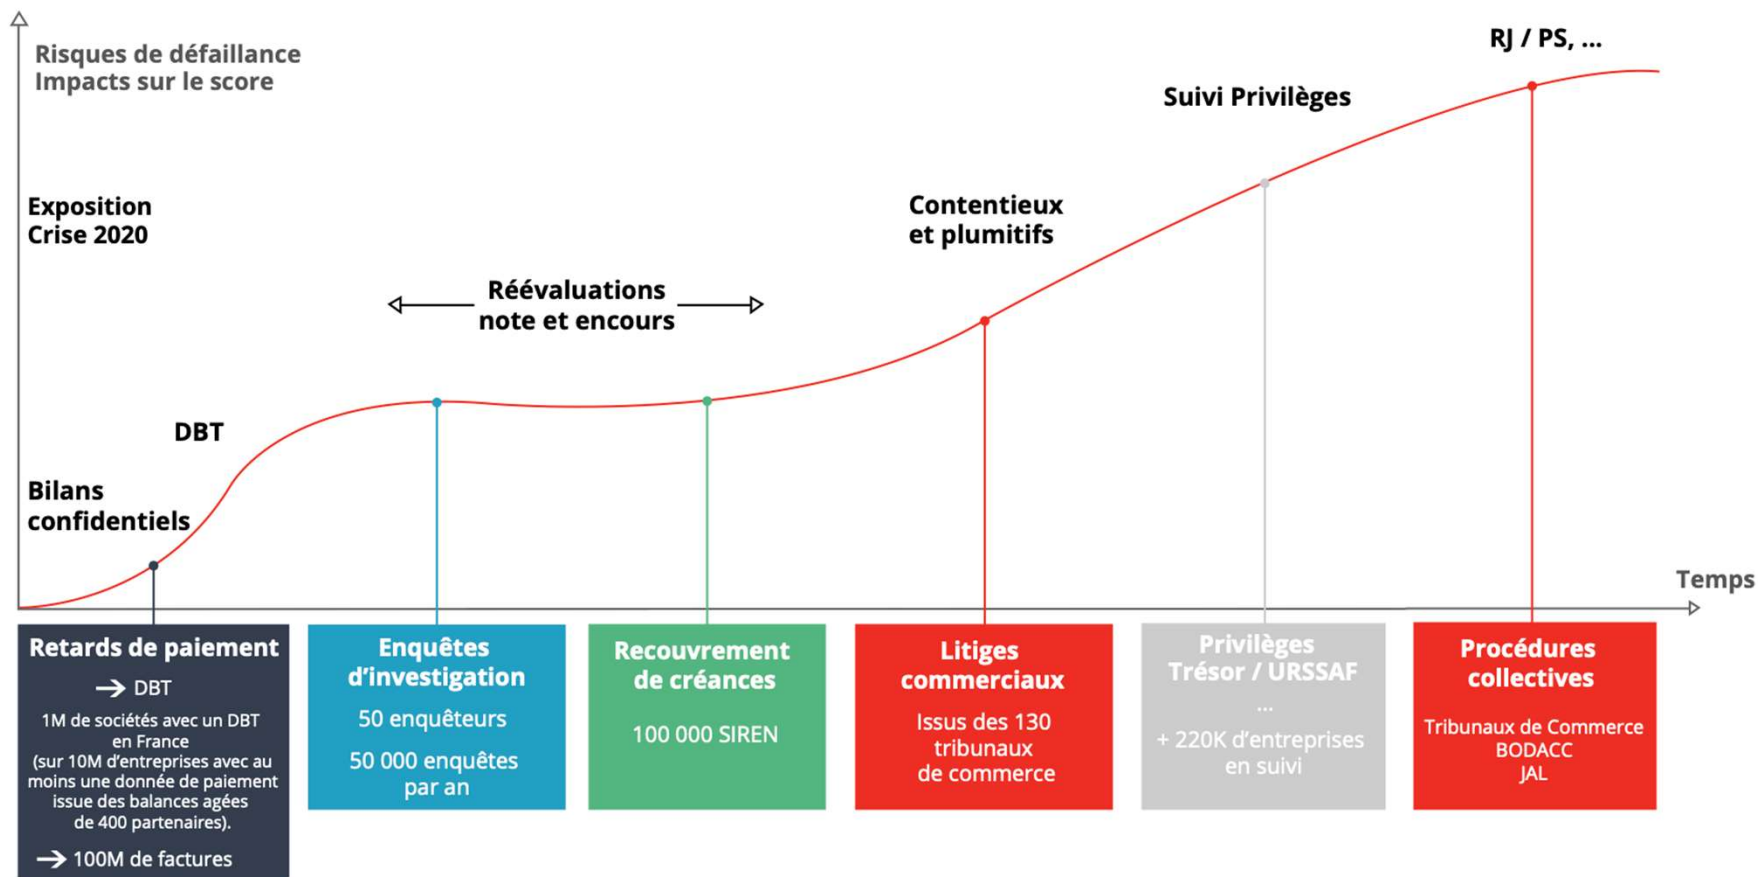 Risques de défaillance
Impacts sur le score
RJ / PS, ...
Suivi Privilèges
Exposition
Crise 2020
Contentieux
et plumitifs
Réévaluations
note et encours
DBT
Bilans
confidentiels
Temps
Retards de paiement
→ DBT
1M de sociétés avec un DBT
en France
(sur 10M d'entreprises avec au
moins une donnée de paiement
issue des balances agées
de 400 partenaires).
→ 100M de factures
Enquêtes
d'investigation
50 enquêteurs
50 000 enquêtes
par an
Recouvrement
de créances
100 000 SIREN
Litiges
commerciaux
Issus des 130
tribunaux
de commerce
Privilèges
Trésor / URSSAF
...
+ 220K d'entreprises
en suivi
Procédures
collectives
Tribunaux de Commerce
BODACC
JAL